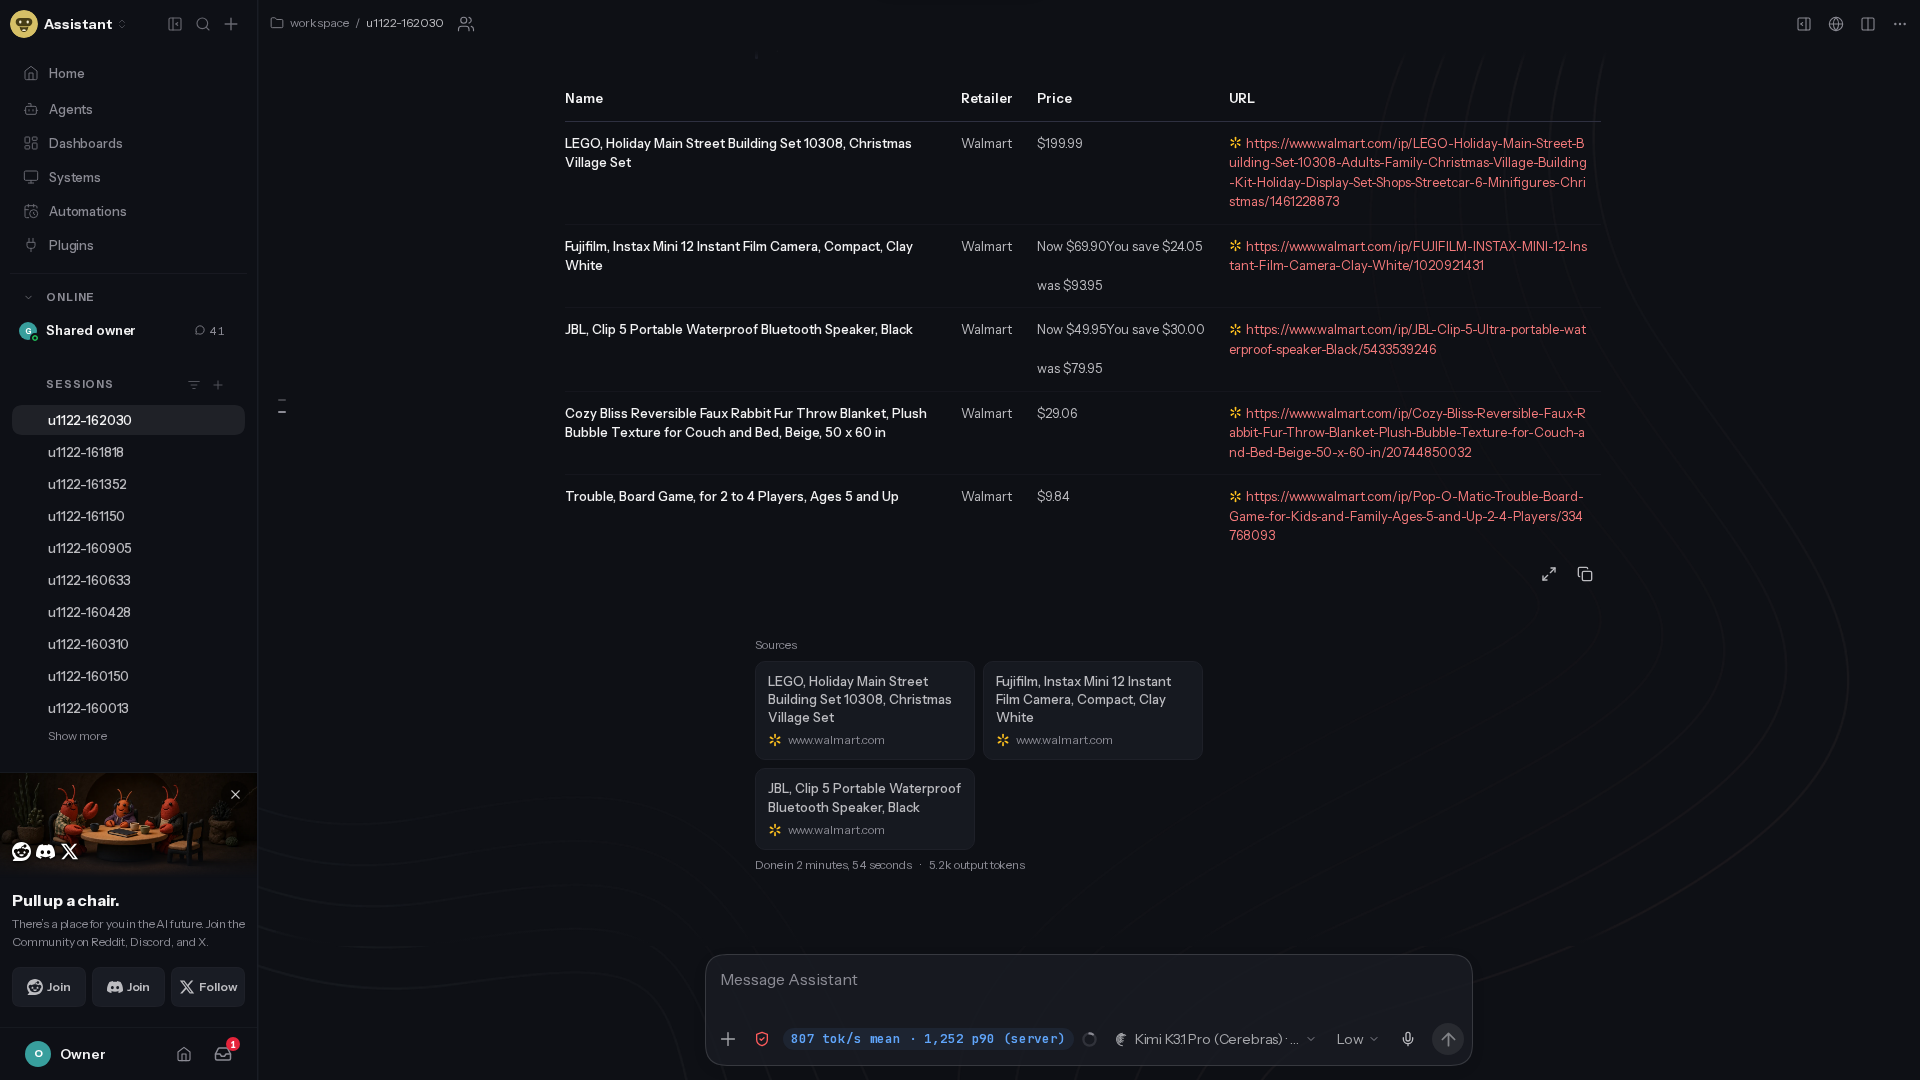 Assistant
Home
Agents
Dashboards
Systems
Automations
Plugins
ONLINE
G Shared owner 41
SESSIONS
u1122-162030
u1122-161818
u1122-161352
u1122-161150
u1122-160905
u1122-160633
u1122-160428
u1122-160310
u1122-160150
u1122-160013
Show more
Pull up a chair.
There's a place for you in the AI future. Join the
Community on Reddit, Discord, and X.
Join Join Follow
O Owner 1
workspace / u1122-162030
Name Retailer Price URL
LEGO, Holiday Main Street Building Set 10308, Christmas
Village Set
Walmart
$199.99
https://www.walmart.com/ip/LEGO-Holiday-Main-Street-B
uilding-Set-10308-Adults-Family-Christmas-Village-Building
-Kit-Holiday-Display-Set-Shops-Streetcar-6-Minifigures-Chri
stmas/1461228873
Fujifilm, Instax Mini 12 Instant Film Camera, Compact, Clay
White
Walmart
Now $69.90You save $24.05
was $93.95
https://www.walmart.com/ip/FUJIFILM-INSTAX-MINI-12-Ins
tant-Film-Camera-Clay-White/1020921431
JBL, Clip 5 Portable Waterproof Bluetooth Speaker, Black
Walmart
Now $49.95You save $30.00
was $79.95
https://www.walmart.com/ip/JBL-Clip-5-Ultra-portable-wat
erproof-speaker-Black/5433539246
Cozy Bliss Reversible Faux Rabbit Fur Throw Blanket, Plush
Bubble Texture for Couch and Bed, Beige, 50 x 60 in
Walmart
$29.06
https://www.walmart.com/ip/Cozy-Bliss-Reversible-Faux-R
abbit-Fur-Throw-Blanket-Plush-Bubble-Texture-for-Couch-a
nd-Bed-Beige-50-x-60-in/20744850032
Trouble, Board Game, for 2 to 4 Players, Ages 5 and Up
Walmart
$9.84
https://www.walmart.com/ip/Pop-O-Matic-Trouble-Board-
Game-for-Kids-and-Family-Ages-5-and-Up-2-4-Players/334
768093
Sources
LEGO, Holiday Main Street
Building Set 10308, Christmas
Village Set
www.walmart.com
Fujifilm, Instax Mini 12 Instant
Film Camera, Compact, Clay
White
www.walmart.com
JBL, Clip 5 Portable Waterproof
Bluetooth Speaker, Black
www.walmart.com
Done in 2 minutes, 54 seconds · 5.2k output tokens
Message Assistant
807 tok/s mean · 1,252 p90 (server)
Kimi K3.1 Pro (Cerebras) · ...
Low